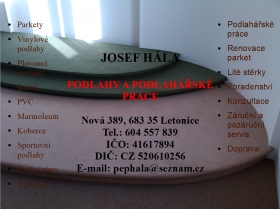 Parkety
Vinylové
podlahy
Plovoucí
podlahy
PVC
Marmoleum
Koberce
Sportovní
podlahy
JOSEF HÁLA
PODLAHY A PODLAHÁŘSKÉ
PRÁCE
Nová 389, 683 35 Letonice
Tel.: 604 557 839
IČO: 41617894
DIČ: CZ 520610256
E-mail: pephala@seznam.cz
Podlahářské
práce
Renovace
parket
Lité stěrky
Poradenství
Konzultace
Záruční a
pozáruční
servis
Doprava